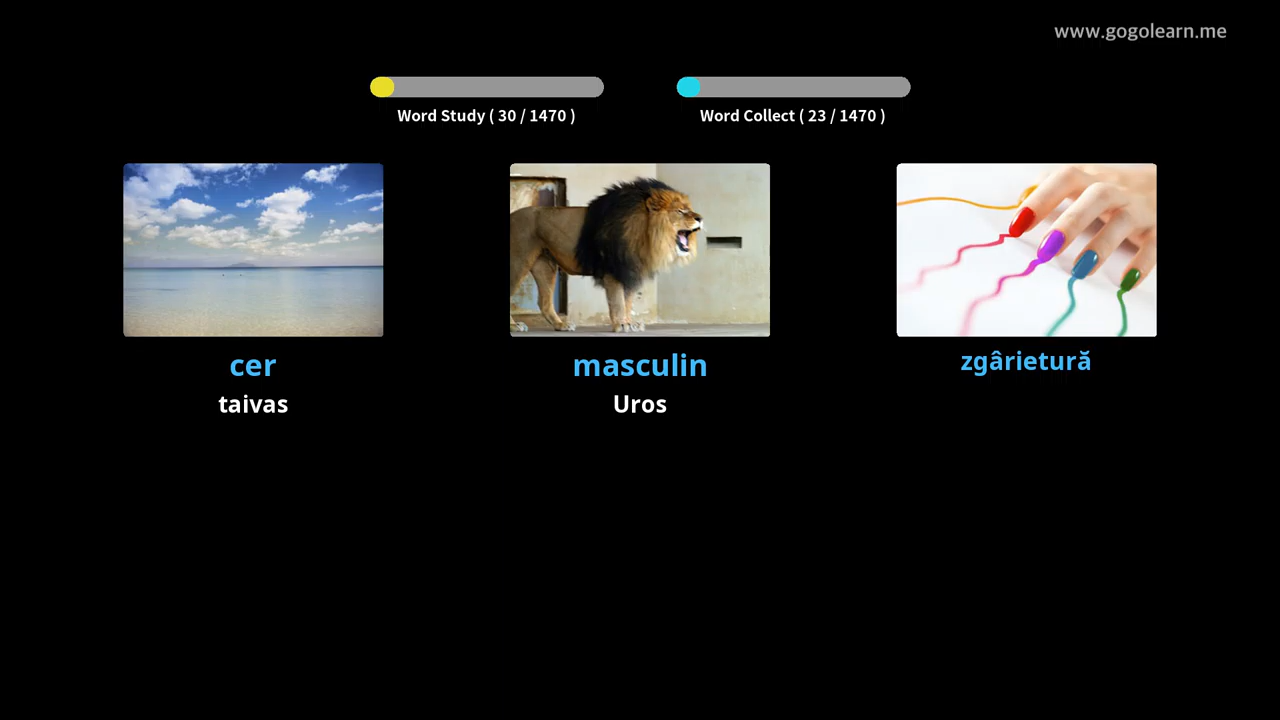 www.gogolearn.me
Word Study ( 30 / 1470 )
Word Collect ( 23 / 1470 )
cer
taivas
masculin
Uros
zgârietură